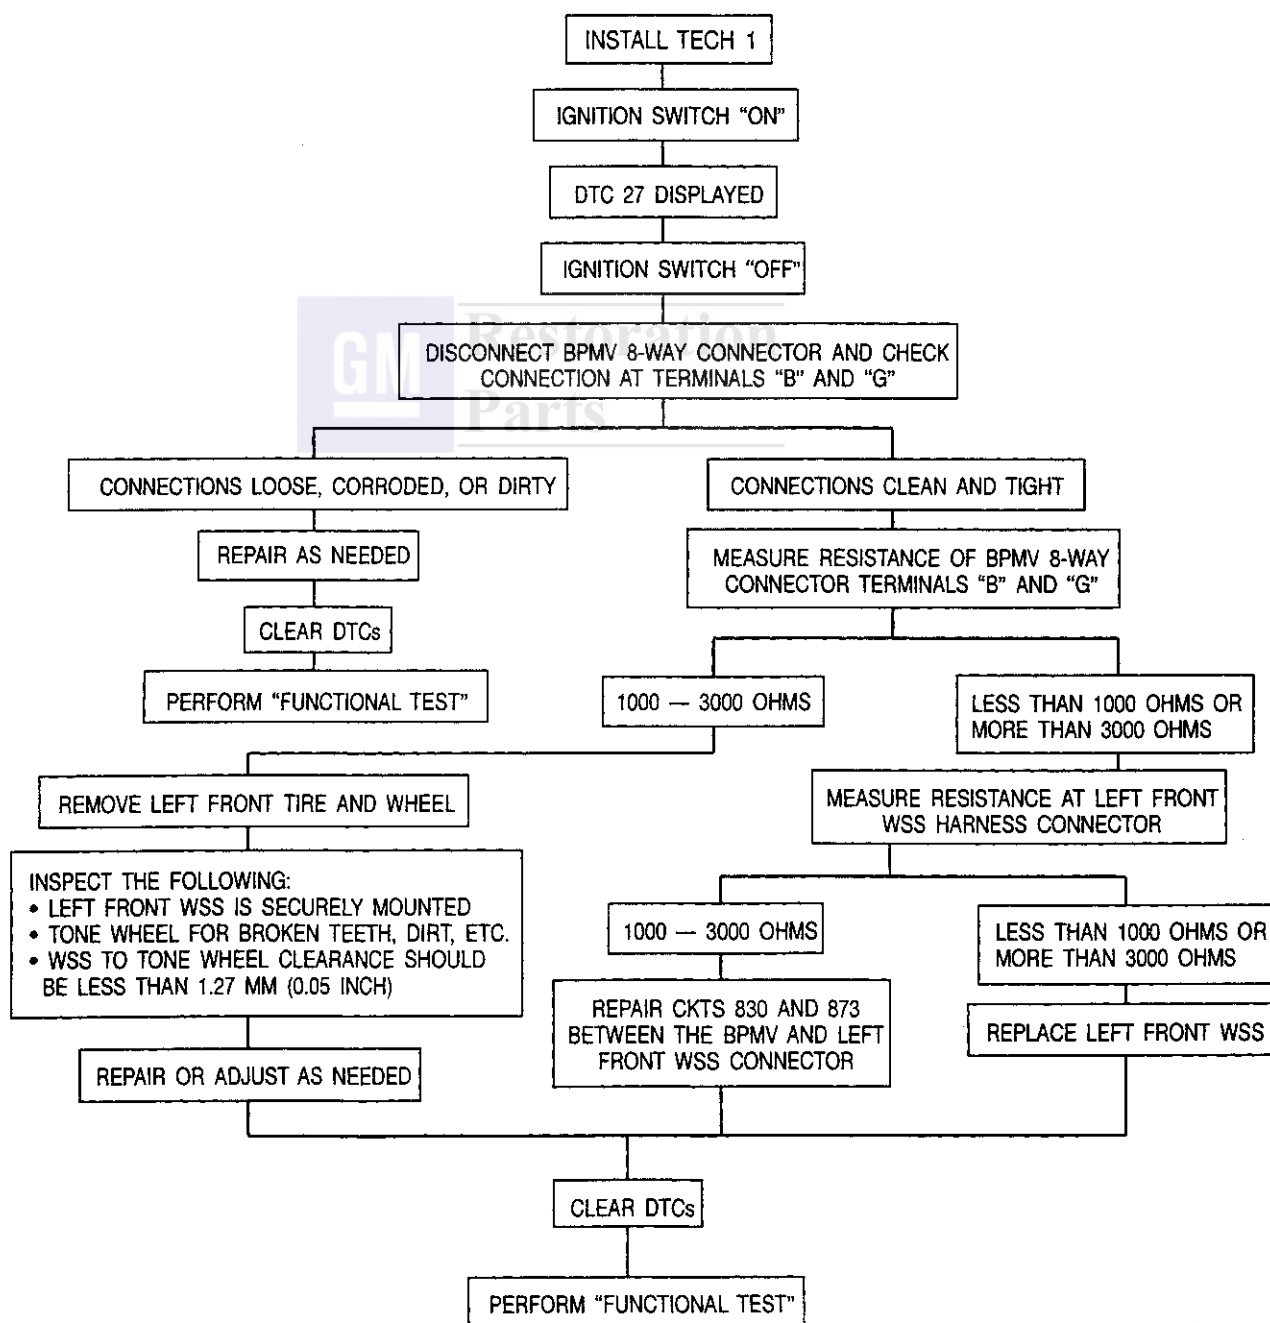 INSTALL TECH 1
IGNITION SWITCH “ON”
DTC 27 DISPLAYED
IGNITION SWITCH “OFF”
GM
Restoration
Parts
DISCONNECT BPMV 8-WAY CONNECTOR AND CHECK
CONNECTION AT TERMINALS “B” AND “G”
CONNECTIONS LOOSE, CORRODED, OR DIRTY
REPAIR AS NEEDED
CLEAR DTCs
PERFORM “FUNCTIONAL TEST”
CONNECTIONS CLEAN AND TIGHT
MEASURE RESISTANCE OF BPMV 8-WAY
CONNECTOR TERMINALS “B” AND “G”
1000 — 3000 OHMS
LESS THAN 1000 OHMS OR
MORE THAN 3000 OHMS
REMOVE LEFT FRONT TIRE AND WHEEL
INSPECT THE FOLLOWING:
• LEFT FRONT WSS IS SECURELY MOUNTED
• TONE WHEEL FOR BROKEN TEETH, DIRT, ETC.
• WSS TO TONE WHEEL CLEARANCE SHOULD
BE LESS THAN 1.27 MM (0.05 INCH)
REPAIR OR ADJUST AS NEEDED
MEASURE RESISTANCE AT LEFT FRONT
WSS HARNESS CONNECTOR
1000 — 3000 OHMS
REPAIR CKTS 830 AND 873
BETWEEN THE BPMV AND LEFT
FRONT WSS CONNECTOR
LESS THAN 1000 OHMS OR
MORE THAN 3000 OHMS
REPLACE LEFT FRONT WSS
CLEAR DTCs
PERFORM “FUNCTIONAL TEST”